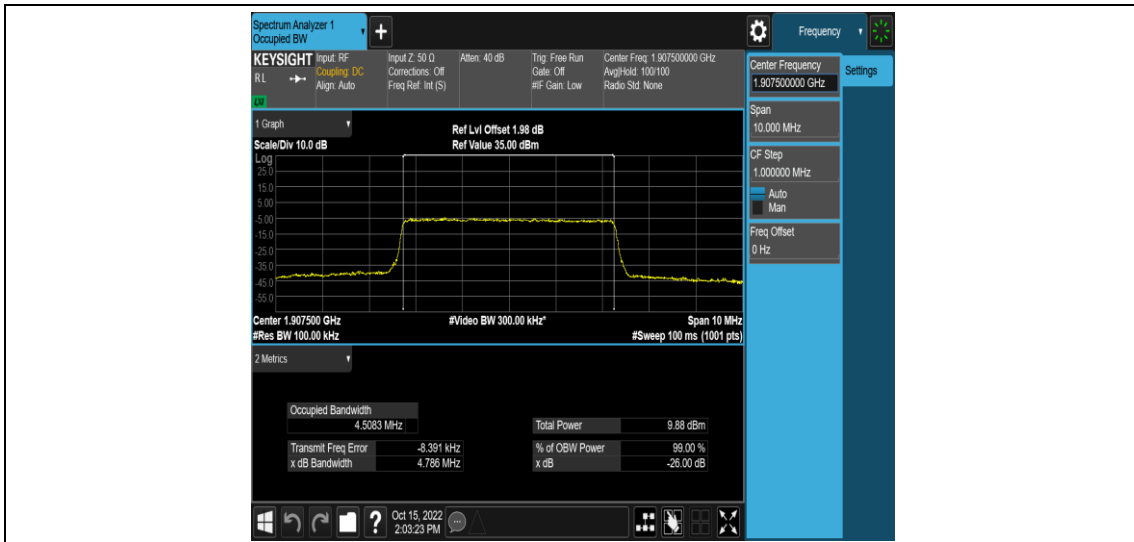 Spectrum Analyzer 1
Occupied BW
+
Frequency
KEYSIGHT
RL
Input: RF
Coupling: DC
Align: Auto
Input Z: 50 Ω
Corrections: Off
Freq Ref: Int (S)
Atten: 40 dB
Trig: Free Run
Gate: Off
#IF Gain: Low
Center Freq: 1.907500000 GHz
Avg|Hold: 100/100
Radio Std: None
Center Frequency
1.907500000 GHz
Settings
Span
10.000 MHz
CF Step
1.000000 MHz
Auto
Man
Freq Offset
0 Hz
1 Graph
Scale/Div 10.0 dB
Ref Lvl Offset 1.98 dB
Ref Value 35.00 dBm
Log
25.0
15.0
5.00
-5.00
-15.0
-25.0
-35.0
-45.0
-55.0
Center 1.907500 GHz
#Video BW 300.00 kHz*
Span 10 MHz
#Res BW 100.00 kHz
#Sweep 100 ms (1001 pts)
2 Metrics
Occupied Bandwidth
4.5083 MHz
Total Power 9.88 dBm
Transmit Freq Error -8.391 kHz
% of OBW Power 99.00 %
x dB Bandwidth 4.786 MHz
x dB -26.00 dB
?
Oct 15, 2022
2:03:23 PM